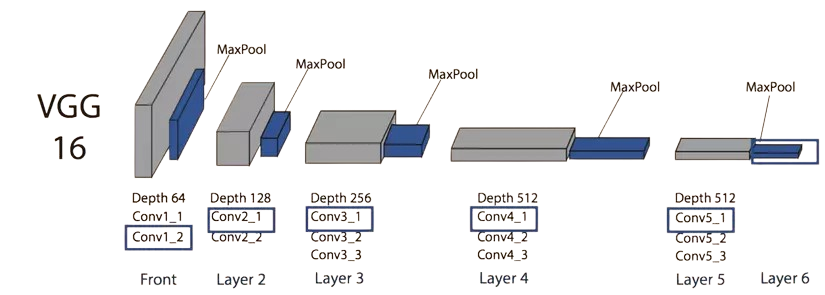 VGG
16
MaxPool
MaxPool
MaxPool
MaxPool
MaxPool
Depth 64
Conv1_1
Conv1_2
Front
Depth 128
Conv2_1
Conv2_2
Layer 2
Depth 256
Conv3_1
Conv3_2
Conv3_3
Layer 3
Depth 512
Conv4_1
Conv4_2
Conv4_3
Layer 4
Depth 512
Conv5_1
Conv5_2
Conv5_3
Layer 5
Layer 6